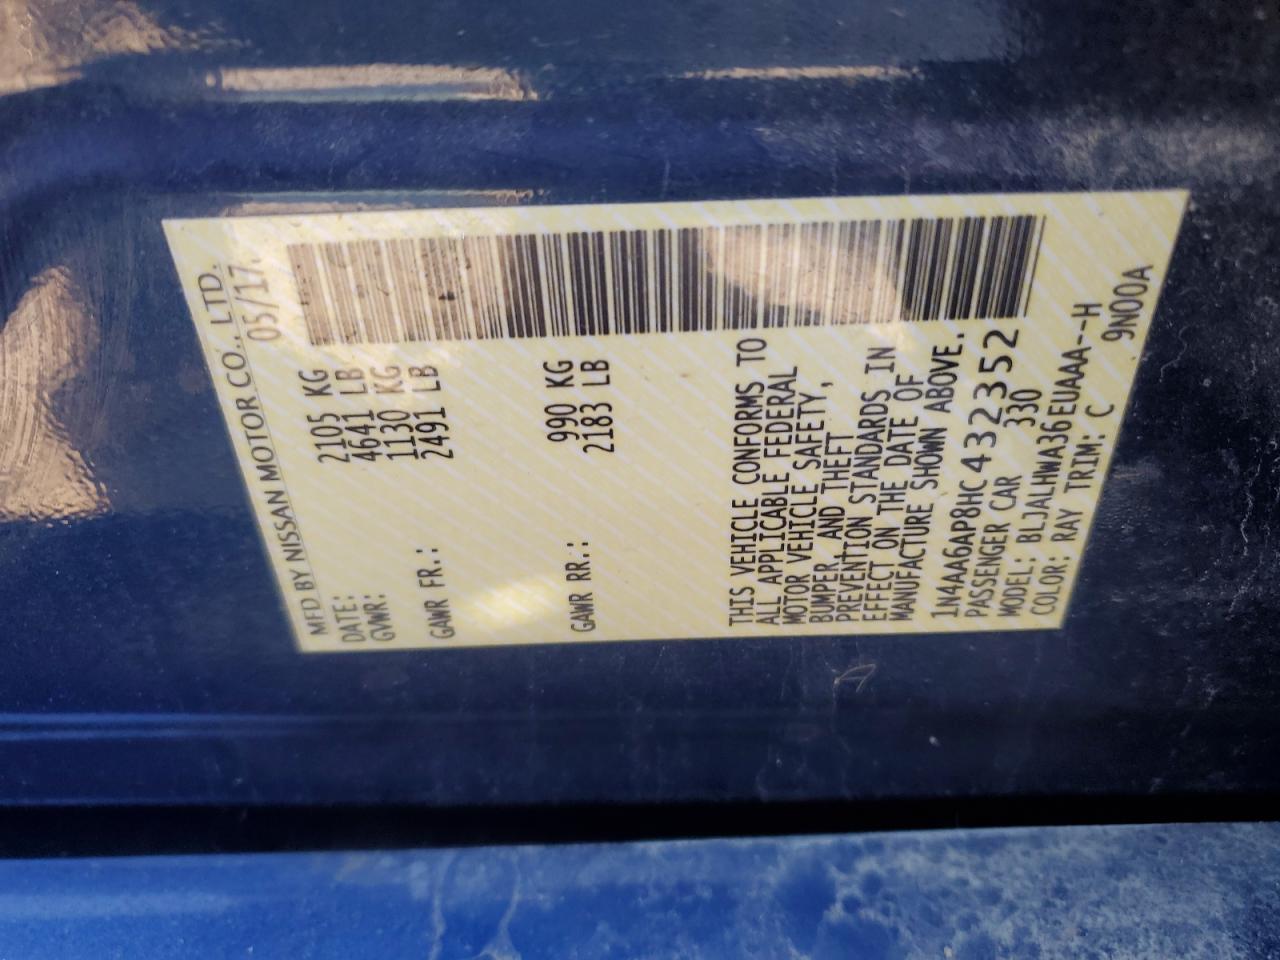 MFD BY NISSAN MOTOR CO., LTD.
DATE: 05/17
GVWR: 2105 KG
4641 LB
GAWR FR.: 1130 KG
2491 LB
GAWR RR.: 990 KG
2183 LB
THIS VEHICLE CONFORMS TO
ALL APPLICABLE FEDERAL
MOTOR VEHICLE SAFETY,
BUMPER, AND THEFT
PREVENTION STANDARDS IN
EFFECT ON THE DATE OF
MANUFACTURE SHOWN ABOVE.
1N4AA6AP8HC432352
PASSENGER CAR 330
MODEL: BLJALHWA36EUAAA--H
COLOR: RAY TRIM: C 9N00A